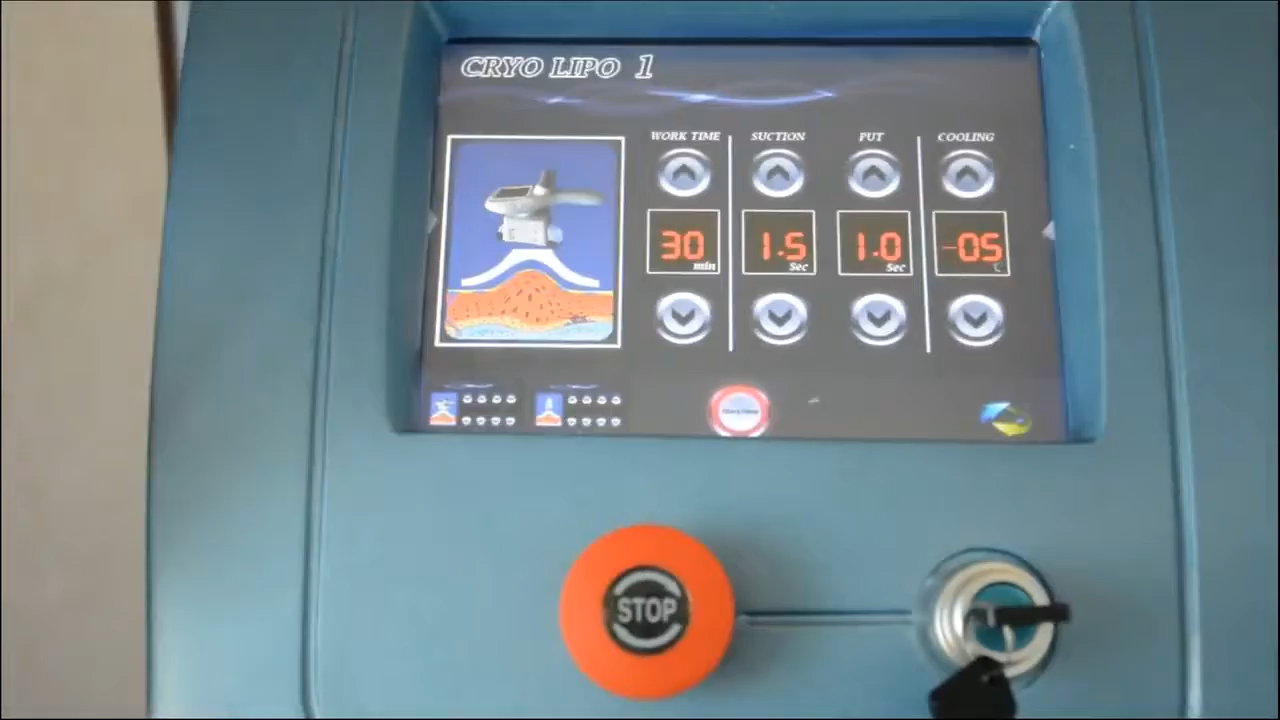 CRYO LIPO 1
WORK TIME SUCTION PUT COOLING
30 1.5 1.0 -05
min Sec Sec °C
STOP